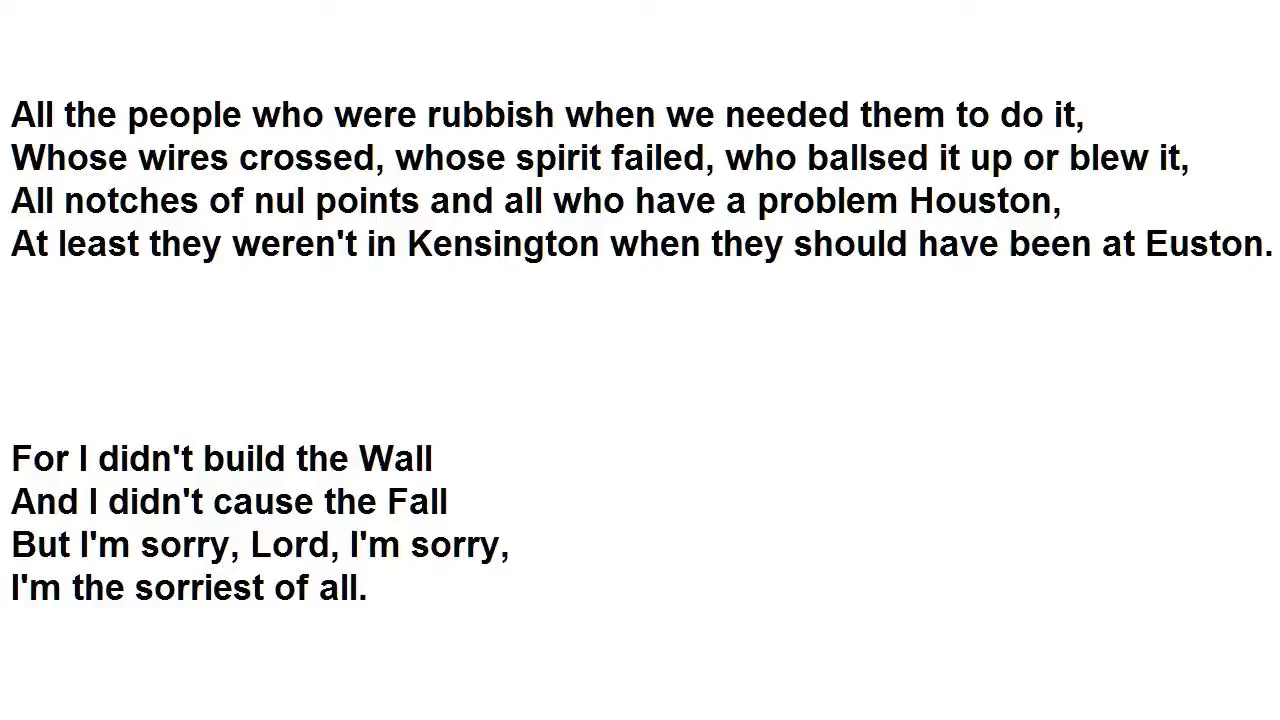 All the people who were rubbish when we needed them to do it,
Whose wires crossed, whose spirit failed, who ballsed it up or blew it,
All notches of nul points and all who have a problem Houston,
At least they weren't in Kensington when they should have been at Euston.
For I didn't build the Wall
And I didn't cause the Fall
But I'm sorry, Lord, I'm sorry,
I'm the sorriest of all.